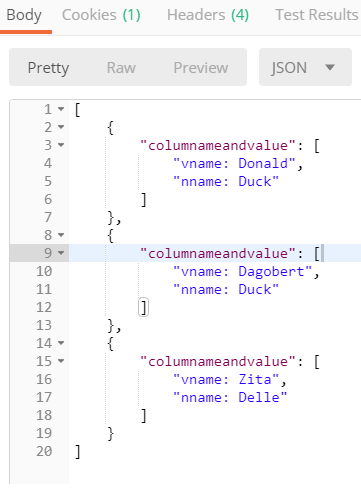 Body Cookies (1) Headers (4) Test Results
Pretty Raw Preview JSON
1 [
2 {
3 "columnameandvalue": [
4 "vname: Donald",
5 "nname: Duck"
6 ]
7 },
8 {
9 "columnameandvalue": [
10 "vname: Dagobert",
11 "nname: Duck"
12 ]
13 },
14 {
15 "columnameandvalue": [
16 "vname: Zita",
17 "nname: Delle"
18 ]
19 }
20 ]